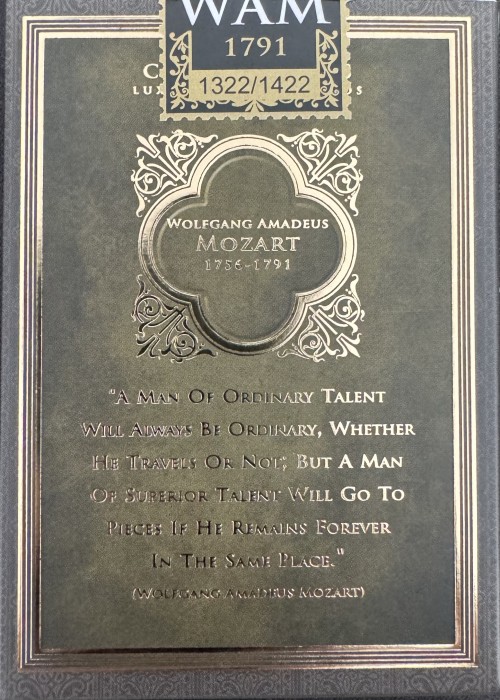 WAM
1791
1322/1422
WOLFGANG AMADEUS
MOZART
1756-1791
"A MAN OF ORDINARY TALENT
WILL ALWAYS BE ORDINARY, WHETHER
HE TRAVELS OR NOT; BUT A MAN
OF SUPERIOR TALENT WILL GO TO
PIECES IF HE REMAINS FOREVER
IN THE SAME PLACE."
(WOLFGANG AMADEUS MOZART)